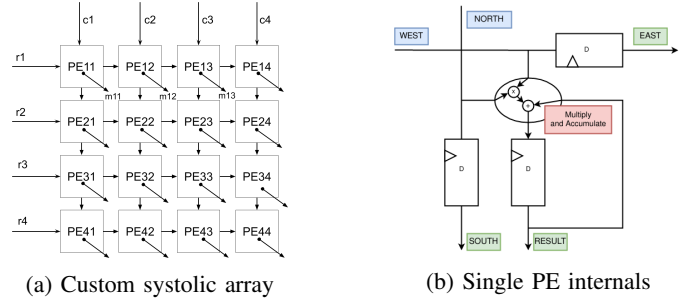 c1 c2 c3 c4
r1
PE11 PE12 PE13 PE14
m11 m12 m13
r2
PE21 PE22 PE23 PE24
r3
PE31 PE32 PE33 PE34
r4
PE41 PE42 PE43 PE44
(a) Custom systolic array
NORTH
WEST
EAST
D
x
+
Multiply
and Accumulate
D D
SOUTH RESULT
(b) Single PE internals